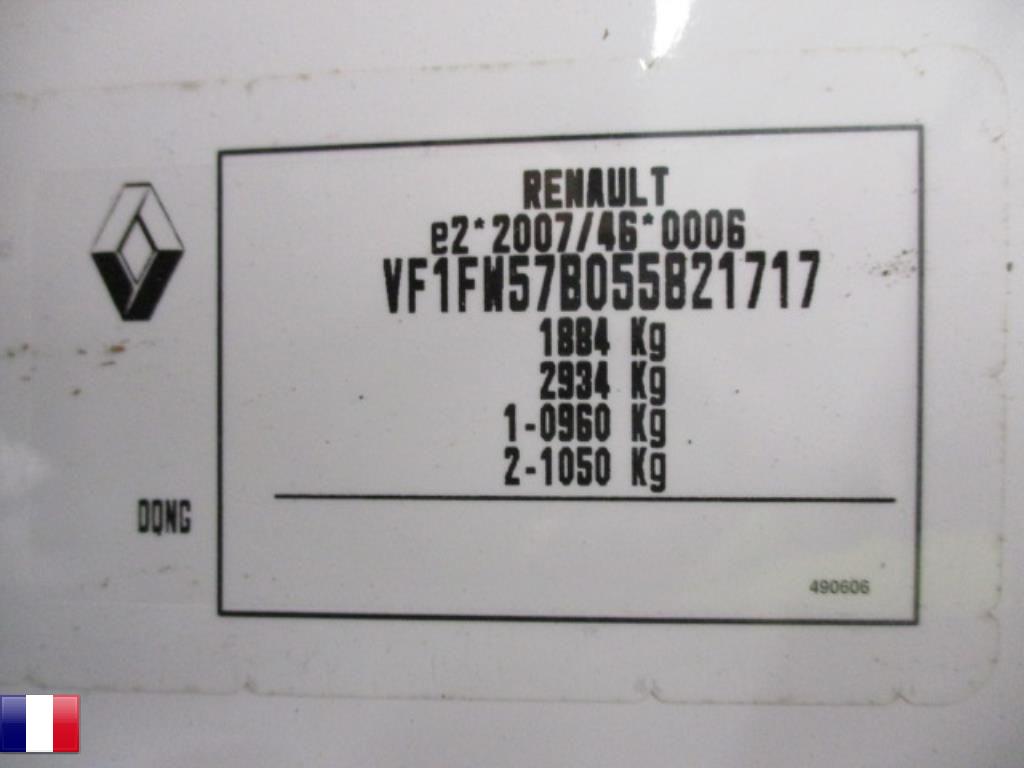 RENAULT
e2*2007/46*0006
VF1FW57B055821717
1884 Kg
2934 Kg
1-0960 Kg
2-1050 Kg
DQNG
490606